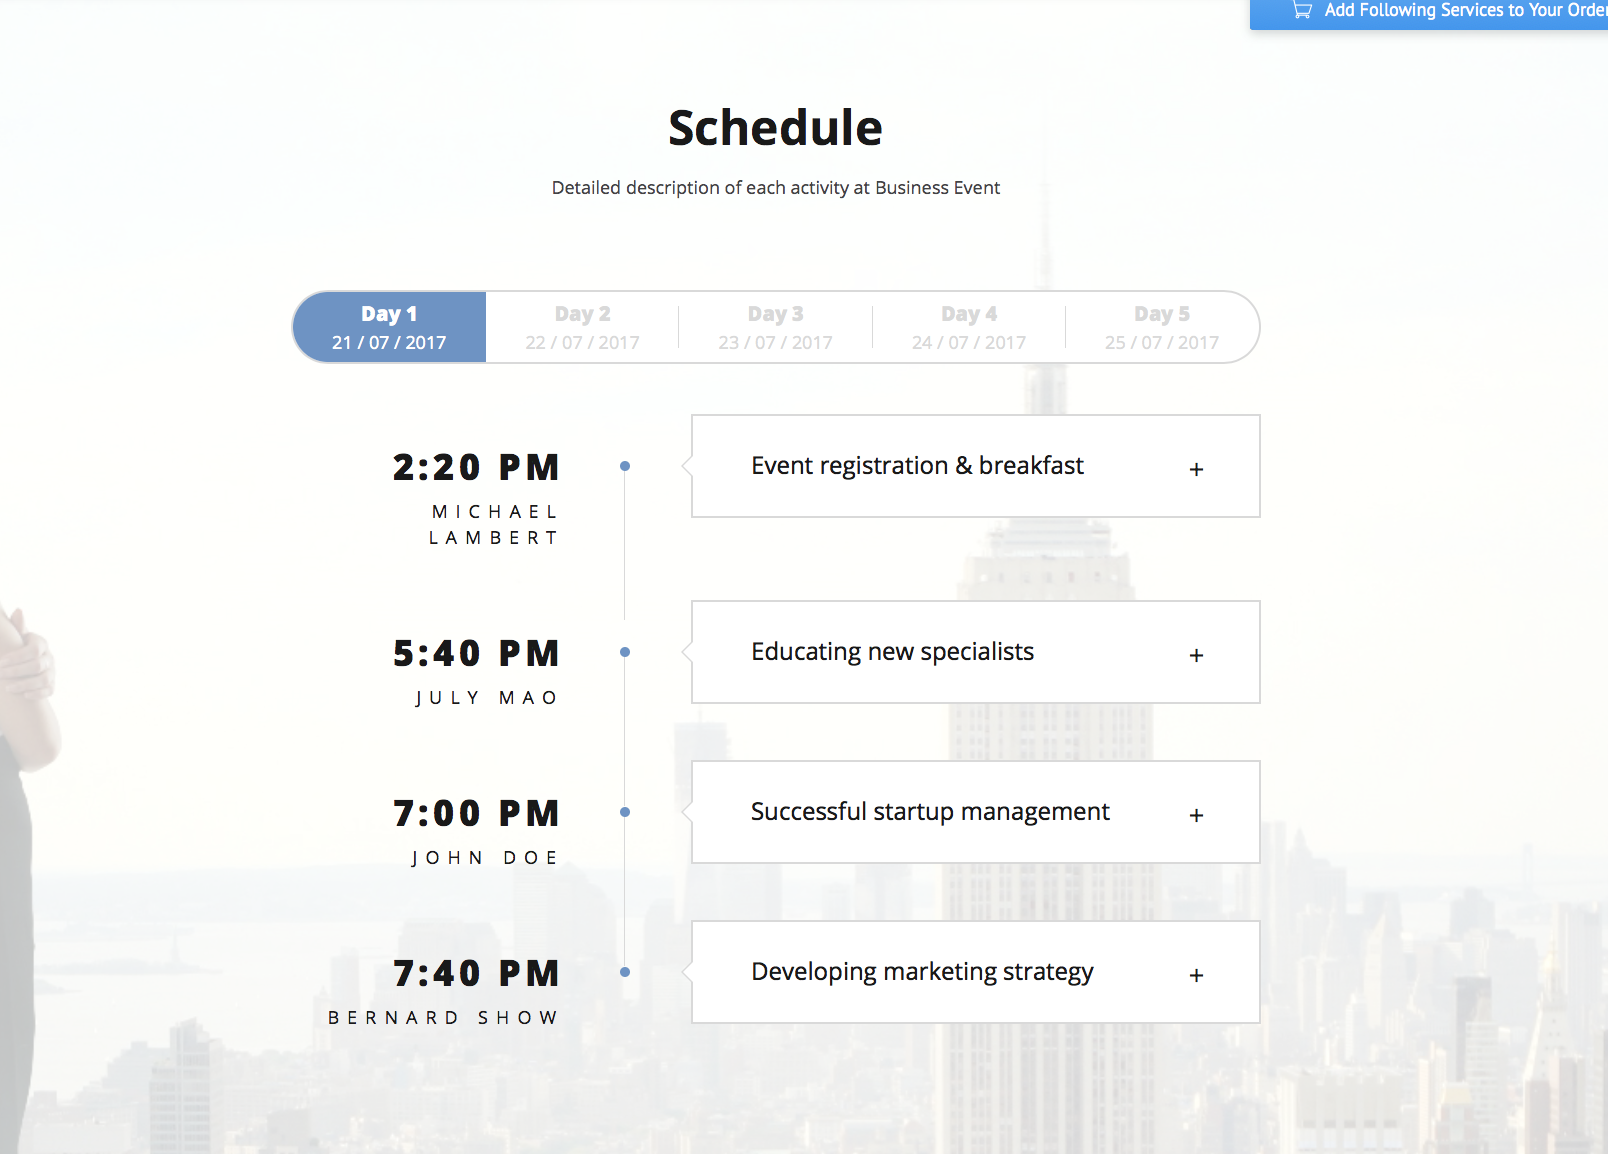 Add Following Services to Your Order
Schedule
Detailed description of each activity at Business Event
Day 1
21 / 07 / 2017
Day 2
22 / 07 / 2017
Day 3
23 / 07 / 2017
Day 4
24 / 07 / 2017
Day 5
25 / 07 / 2017
2:20 PM
MICHAEL
LAMBERT
Event registration & breakfast
+
5:40 PM
JULY MAO
Educating new specialists
+
7:00 PM
JOHN DOE
Successful startup management
+
7:40 PM
BERNARD SHOW
Developing marketing strategy
+